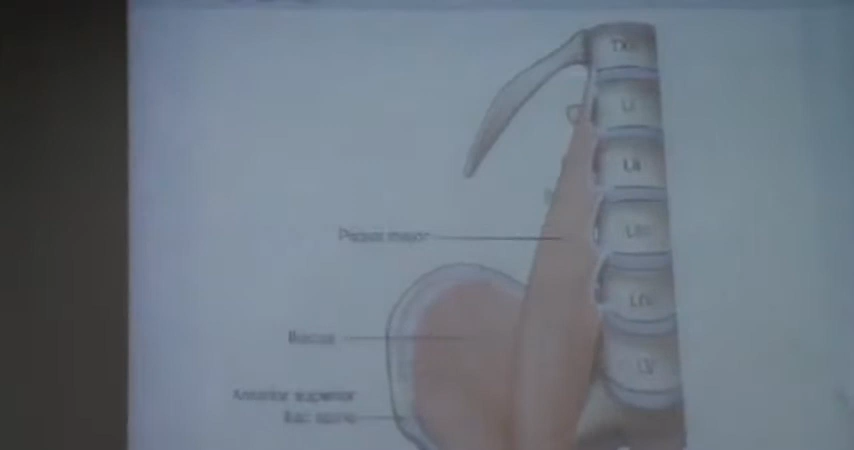 TXII
LI
LII
LIII
Psoas major
LIV
Iliacus
LV
Anterior superior
iliac spine